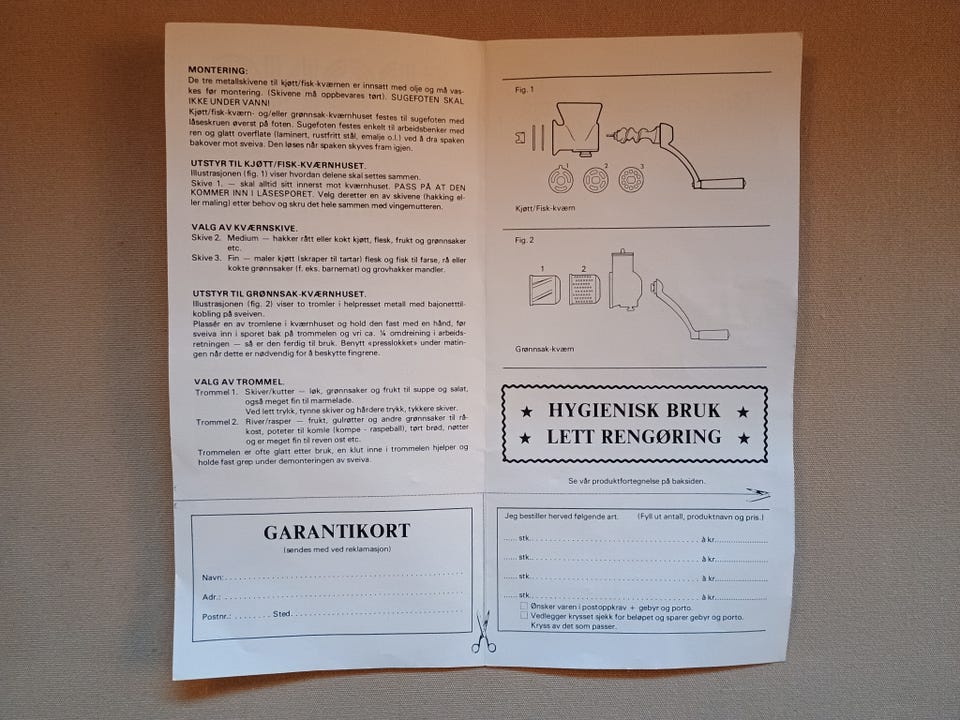 MONTERING:
De tre metallskivene til kjøtt/fisk-kværnen er innsatt med olje og må vas-
kes før montering. (Skivene må oppbevares tørt). SUGEFOTEN SKAL
IKKE UNDER VANN!
Kjøtt/fisk-kværn- og/eller grønnsak-kværnhuset festes til sugefoten med
låseskruen øverst på foten. Sugefoten festes enkelt til arbeidsbenker med
ren og glatt overflate (laminert, rustfritt stål, emalje o.l.) ved å dra spaken
bakover mot sveiva. Den løses når spaken skyves fram igjen.
UTSTYR TIL KJØTT/FISK-KVÆRNHUSET.
Illustrasjonen (fig. 1) viser hvordan delene skal settes sammen.
Skive 1. — skal alltid sitt innerst mot kværnhuset. PASS PÅ AT DEN
KOMMER INN I LÅSESPORET. Velg deretter en av skivene (hakking el-
ler maling) etter behov og skru det hele sammen med vingemutteren.
VALG AV KVÆRNSKIVE.
Skive 2. Medium — hakker rått eller kokt kjøtt, flesk, frukt og grønnsaker
etc.
Skive 3. Fin — maler kjøtt (skraper til tartar) flesk og fisk til farse, rå eller
kokte grønnsaker (f. eks. barnemat) og grovhakker mandler.
UTSTYR TIL GRØNNSAK-KVÆRNHUSET.
Illustrasjonen (fig. 2) viser to tromler i helpresset metall med bajonettil-
kobling på sveiven.
Plassér en av tromlene i kværnhuset og hold den fast med en hånd, før
sveiva inn i sporet bak på trommelen og vri ca. ¼ omdreining i arbeids-
retningen — så er den ferdig til bruk. Benytt «presslokket» under matin-
gen når dette er nødvendig for å beskytte fingrene.
VALG AV TROMMEL.
Trommel 1. Skiver/kutter — løk, grønnsaker og frukt til suppe og salat,
også meget fin til marmelade.
Ved lett trykk, tynne skiver og hårdere trykk, tykkere skiver.
Trommel 2. River/rasper — frukt, gulrøtter og andre grønnsaker til rå-
kost, poteter til komle (kompe - raspeball), tørt brød, nøtter
og er meget fin til reven ost etc.
Trommelen er ofte glatt etter bruk, en klut inne i trommelen hjelper og
holde fast grep under demonteringen av sveiva.
GARANTIKORT
(sendes med ved reklamasjon)
Navn:
Adr.:
Postnr.: ........ Sted
Fig. 1
1 2 3
Kjøtt/Fisk-kværn
Fig. 2
1 2
Grønnsak-kværn
★ HYGIENISK BRUK ★
★ LETT RENGØRING ★
Se vår produktfortegnelse på baksiden.
Jeg bestiller herved følgende art. (Fyll ut antall, produktnavn og pris.)
...... stk. à kr.
...... stk. à kr.
...... stk. à kr.
...... stk. à kr.
Ønsker varen i postoppkrav + gebyr og porto.
Vedlegger krysset sjekk for beløpet og sparer gebyr og porto.
Kryss av det som passer.